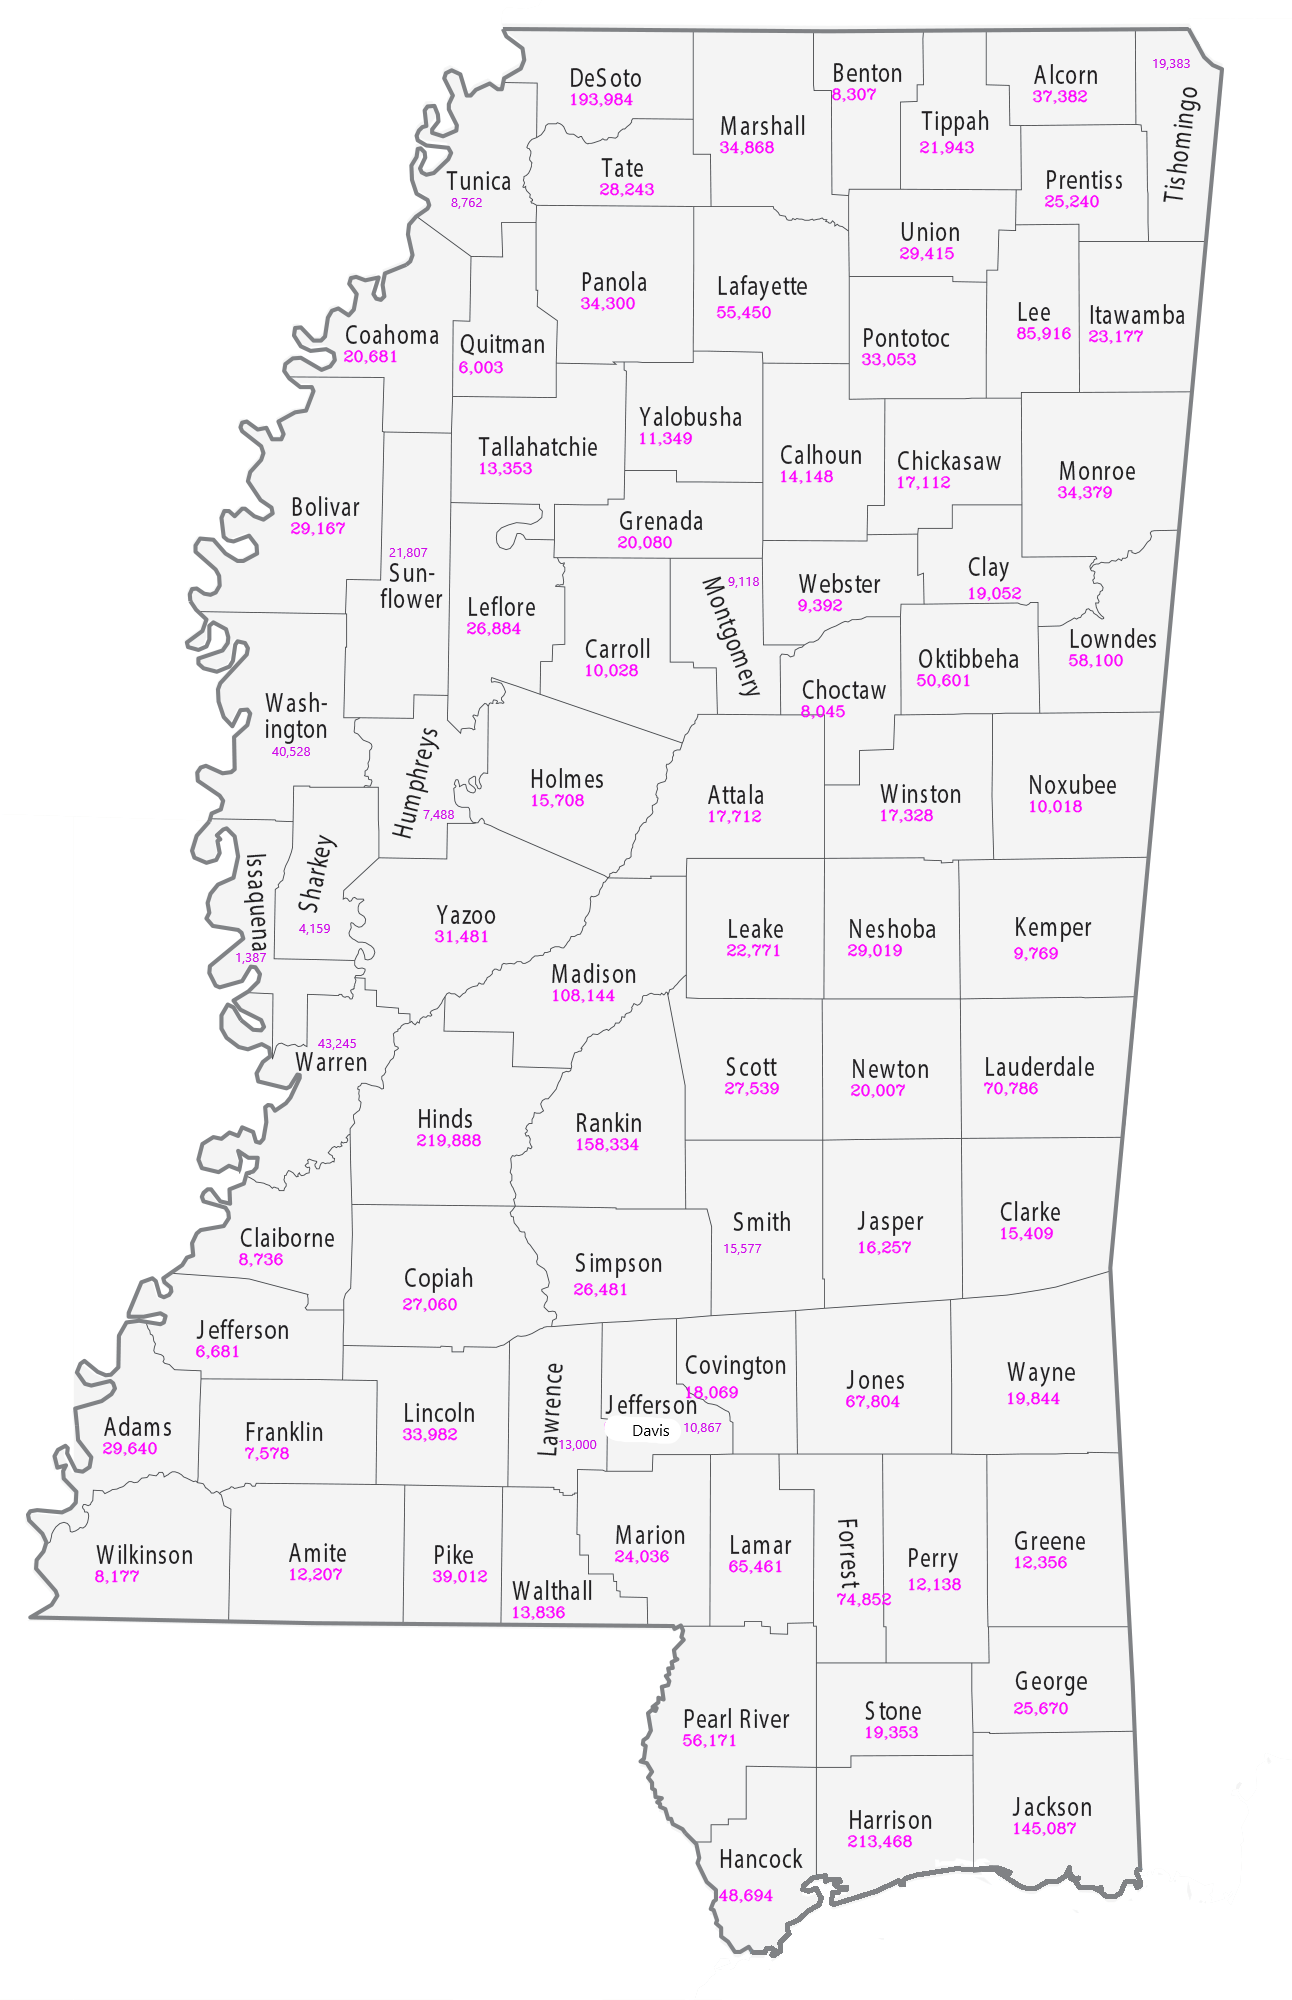 DeSoto
193,984
Marshall
34,868
Benton
8,307
Tippah
21,943
Alcorn
37,382
19,383
Tishomingo
Tunica
8,762
Tate
28,243
Prentiss
25,240
Union
29,415
Panola
34,300
Lafayette
55,450
Lee
85,916
Itawamba
23,177
Coahoma
20,681
Quitman
6,003
Pontotoc
33,053
Tallahatchie
13,353
Yalobusha
11,349
Calhoun
14,148
Chickasaw
17,112
Monroe
34,379
Bolivar
29,167
21,807
Sun-
flower
Grenada
20,080
Leflore
26,884
Carroll
10,028
9,118
Montgomery
Webster
9,392
Clay
19,052
Lowndes
58,100
Oktibbeha
50,601
Choctaw
8,045
Wash-
ington
40,528
Humphreys
7,488
Holmes
15,708
Attala
17,712
Winston
17,328
Noxubee
10,018
Issaquena
1,387
Sharkey
4,159
Yazoo
31,481
Madison
108,144
Leake
22,771
Neshoba
29,019
Kemper
9,769
43,245
Warren
Hinds
219,888
Rankin
158,334
Scott
27,539
Newton
20,007
Lauderdale
70,786
Claiborne
8,736
Copiah
27,060
Simpson
26,481
Smith
15,577
Jasper
16,257
Clarke
15,409
Jefferson
6,681
Adams
29,640
Franklin
7,578
Lincoln
33,982
Lawrence
13,000
Jefferson
Davis
10,867
Covington
18,069
Jones
67,804
Wayne
19,844
Wilkinson
8,177
Amite
12,207
Pike
39,012
Walthall
13,836
Marion
24,036
Lamar
65,461
Forrest
74,852
Perry
12,138
Greene
12,356
Pearl River
56,171
Stone
19,353
George
25,670
Hancock
48,694
Harrison
213,468
Jackson
145,087